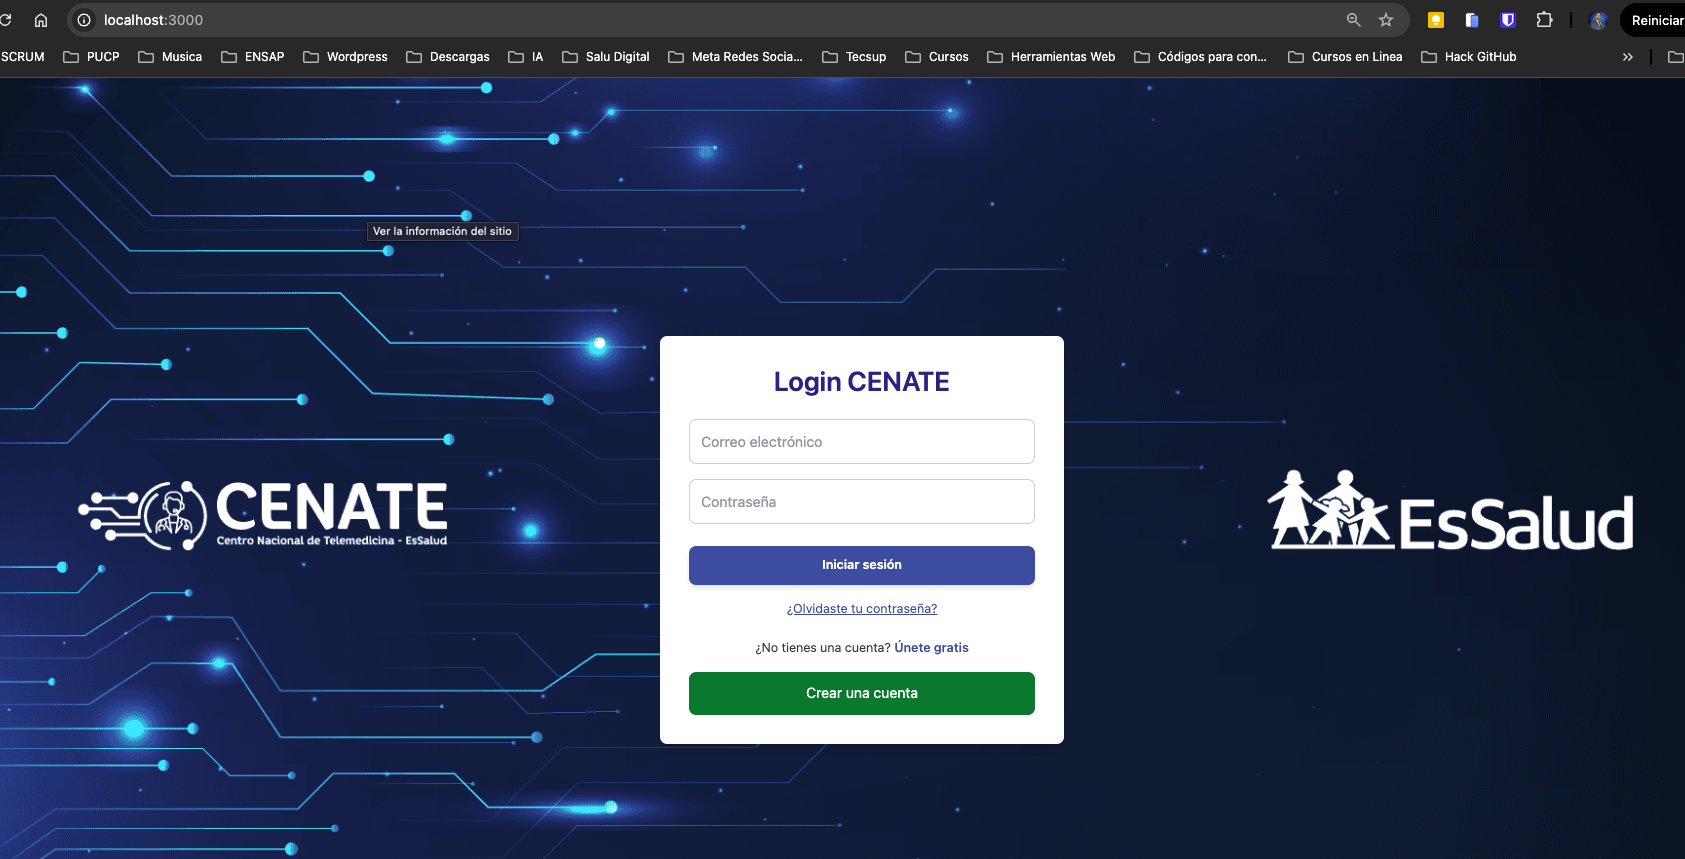 localhost:3000
Reiniciar
SCRUM PUCP Musica ENSAP Wordpress Descargas IA Salu Digital Meta Redes Socia... Tecsup Cursos Herramientas Web Códigos para con... Cursos en Linea Hack GitHub »
Ver la información del sitio
Login CENATE
Correo electrónico
Contraseña
CENATE
Centro Nacional de Telemedicina - EsSalud
EsSalud
Iniciar sesión
¿Olvidaste tu contraseña?
¿No tienes una cuenta? Únete gratis
Crear una cuenta